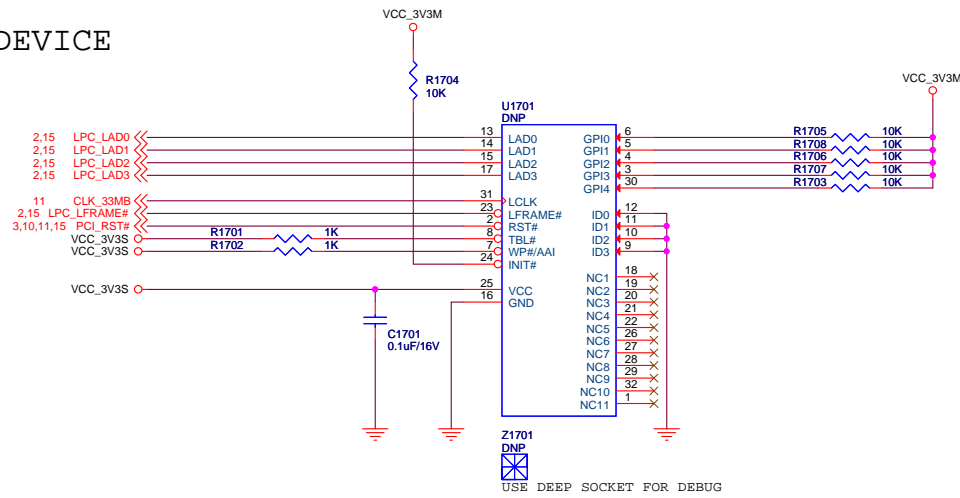 DEVICE
VCC_3V3M
R1704
10K
VCC_3V3M
U1701
DNP
2,15 LPC_LAD0 13 LAD0 GPI0 6 R1705 10K
2,15 LPC_LAD1 14 LAD1 GPI1 5 R1708 10K
2,15 LPC_LAD2 15 LAD2 GPI2 4 R1706 10K
2,15 LPC_LAD3 17 LAD3 GPI3 3 R1707 10K
GPI4 30 R1703 10K
11 CLK_33MB 31 LCLK
2,15 LPC_LFRAME# 23 LFRAME# ID0 12
3,10,11,15 PCI_RST# 2 RST# ID1 11
VCC_3V3S R1701 1K 8 TBL# ID2 10
VCC_3V3S R1702 1K 7 WP#/AAI ID3 9
24 INIT#
NC1 18
VCC_3V3S 25 VCC NC2 19
16 GND NC3 20
NC4 21
NC5 22
NC6 26
NC7 27
NC8 28
NC9 29
NC10 32
NC11 1
C1701
0.1uF/16V
Z1701
DNP
USE DEEP SOCKET FOR DEBUG